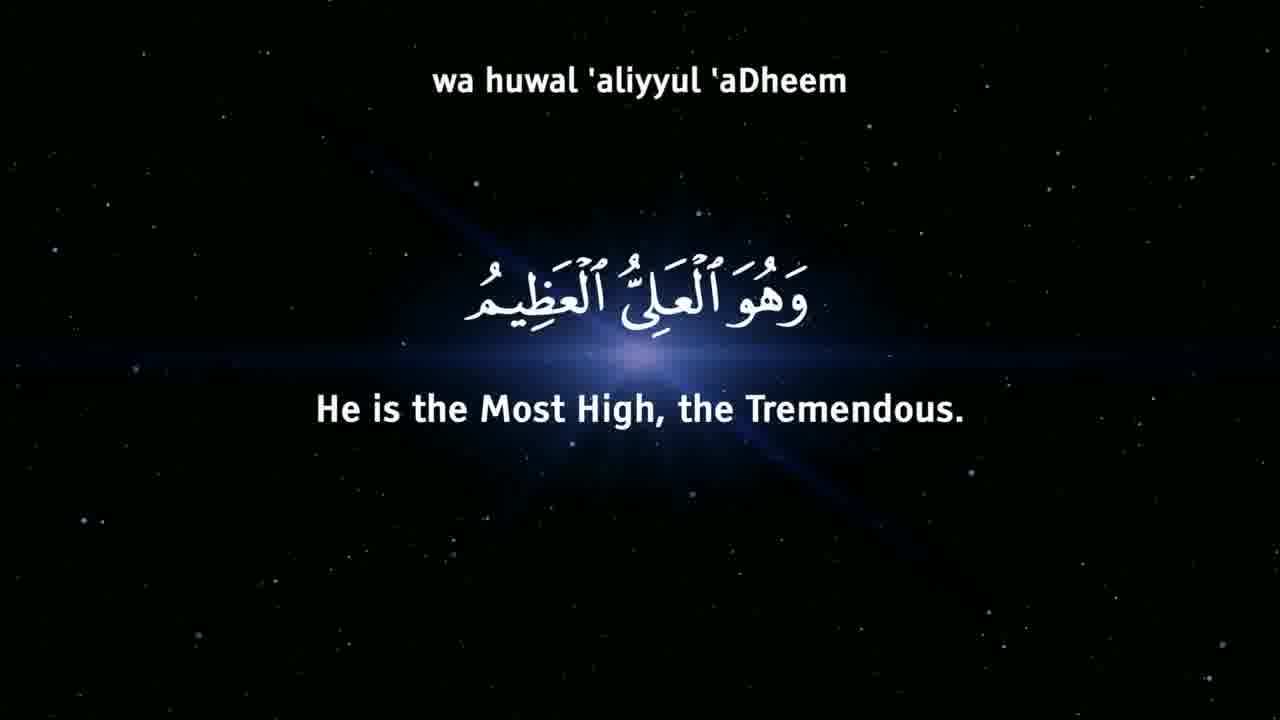 wa huwal 'aliyyul 'aDheem
وَهُوَ ٱلْعَلِىُّ ٱلْعَظِيمُ
He is the Most High, the Tremendous.